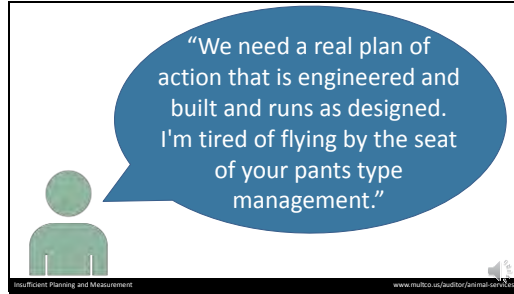 “We need a real plan of
action that is engineered and
built and runs as designed.
I'm tired of flying by the seat
of your pants type
management.”
Insufficient Planning and Measurement
www.multco.us/auditor/animal-services